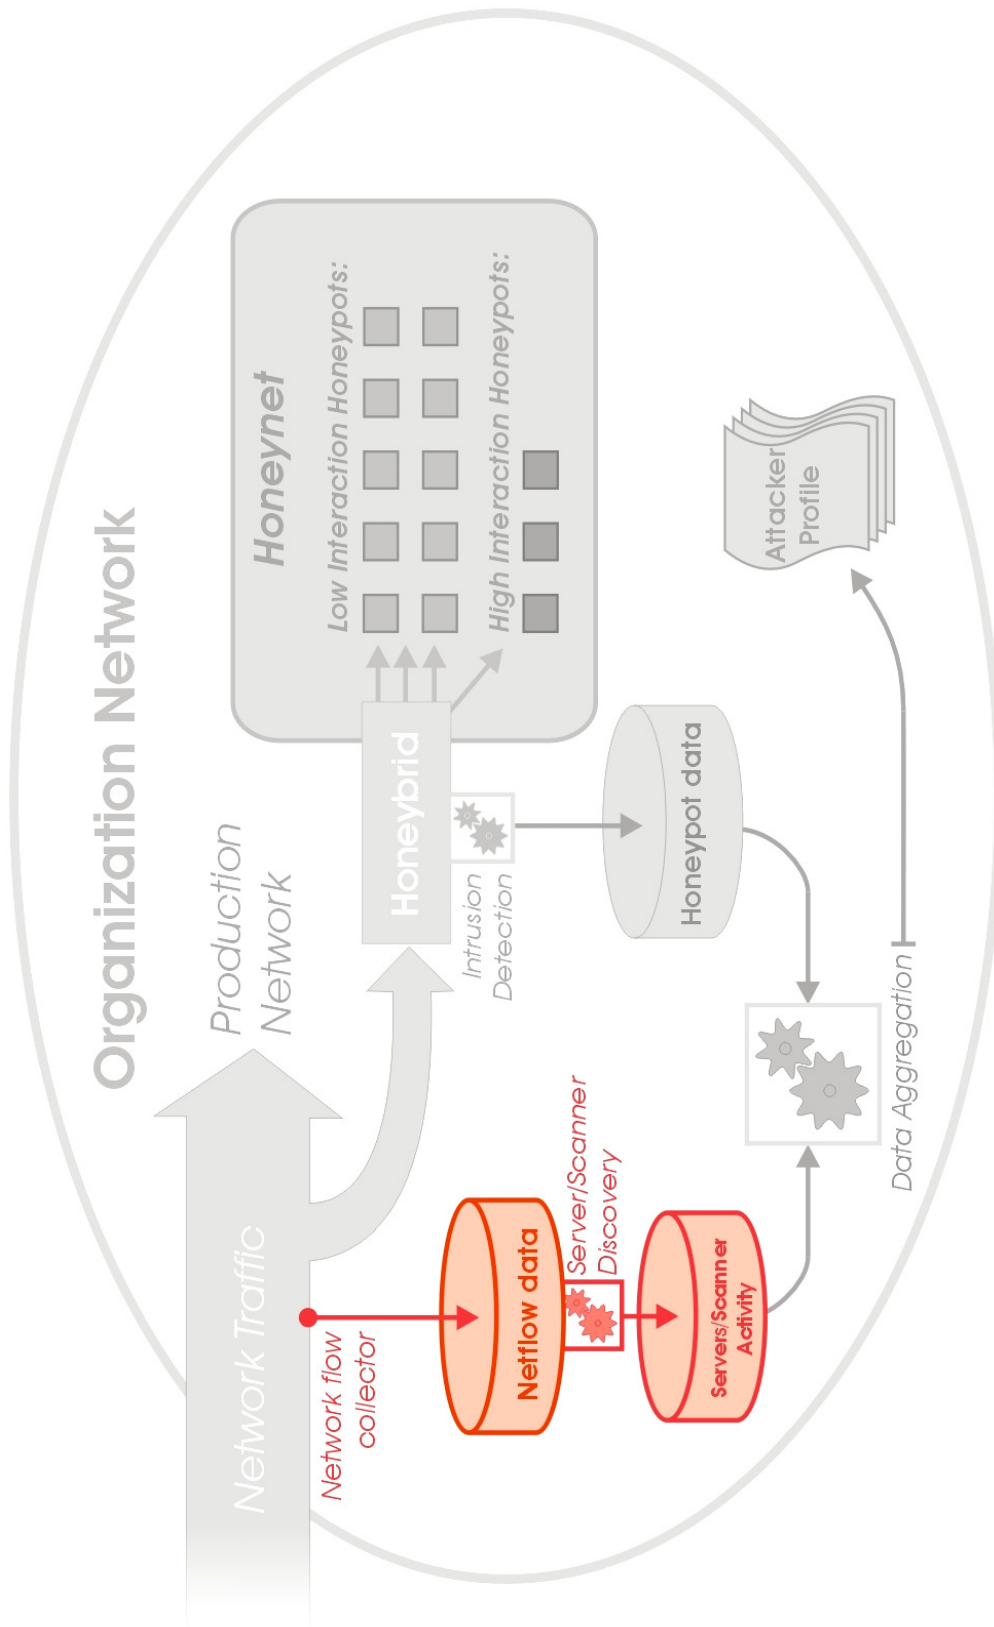 Organization Network
Network Traffic
Production
Network
Honeynet
Low Interaction Honeypots:
High Interaction Honeypots:
Honeybrid
Intrusion
Detection
Network flow
collector
Netflow data
Server/Scanner
Discovery
Servers/Scanner
Activity
Honeypot data
Data Aggregation
Attacker
Profile